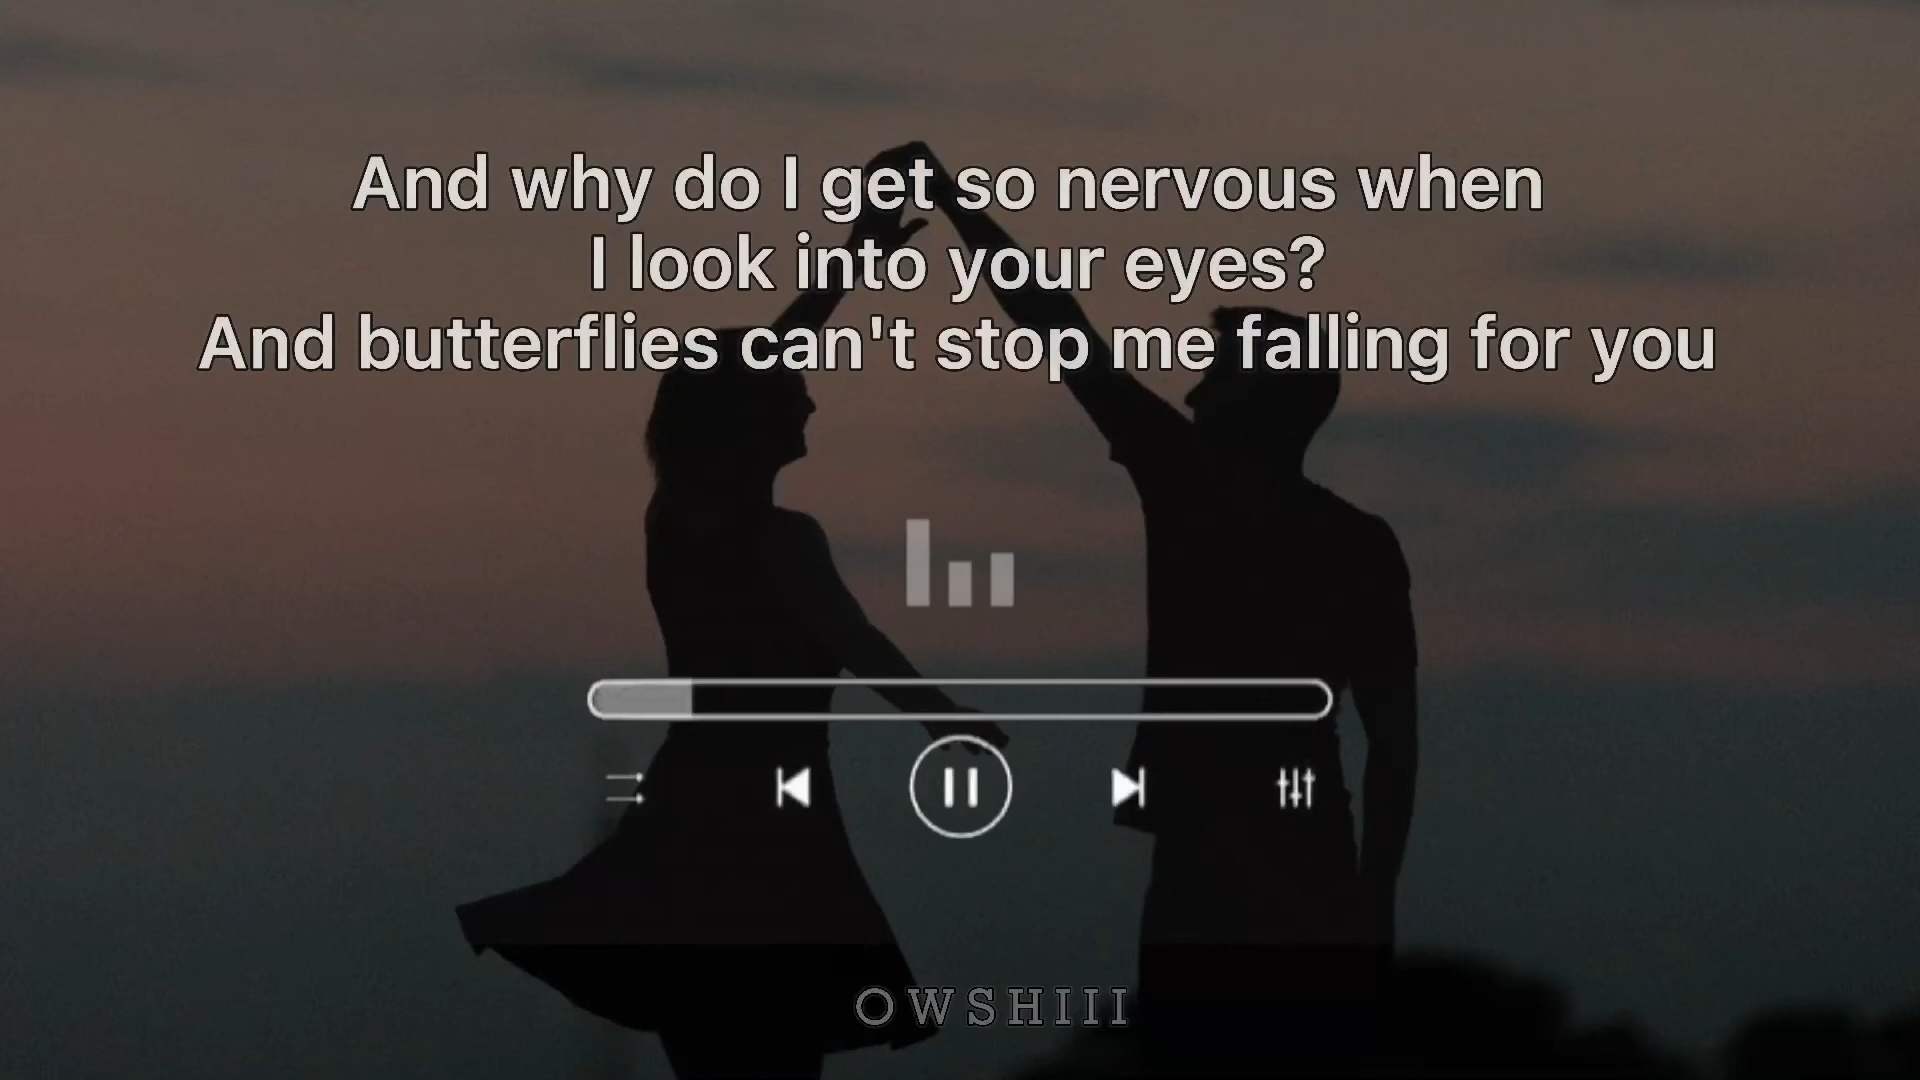 And why do I get so nervous when
I look into your eyes?
And butterflies can't stop me falling for you
OWSHIII